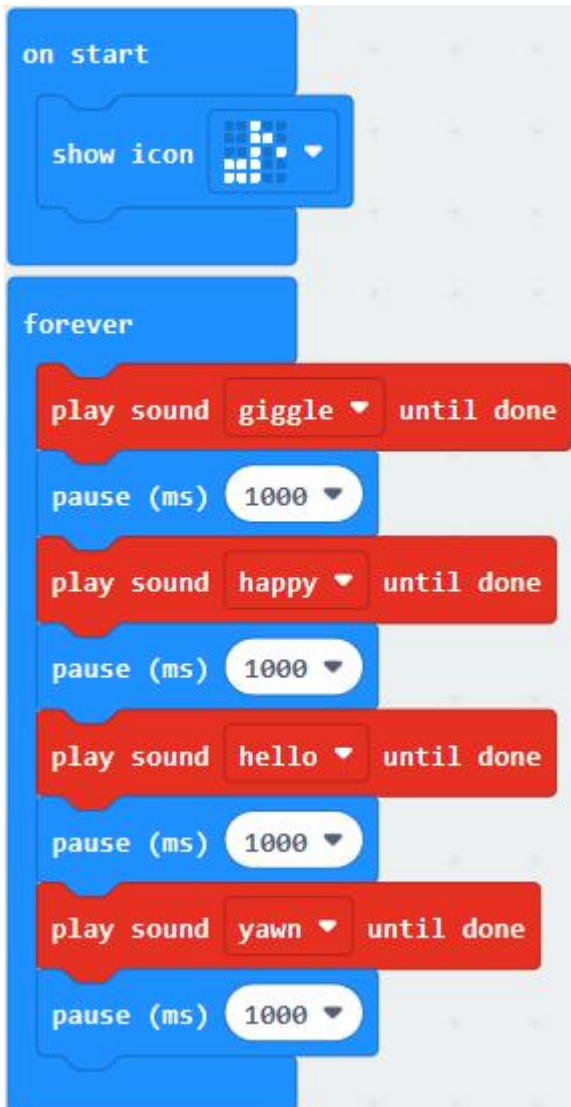 on start
show icon
forever
play sound giggle until done
pause (ms) 1000
play sound happy until done
pause (ms) 1000
play sound hello until done
pause (ms) 1000
play sound yawn until done
pause (ms) 1000